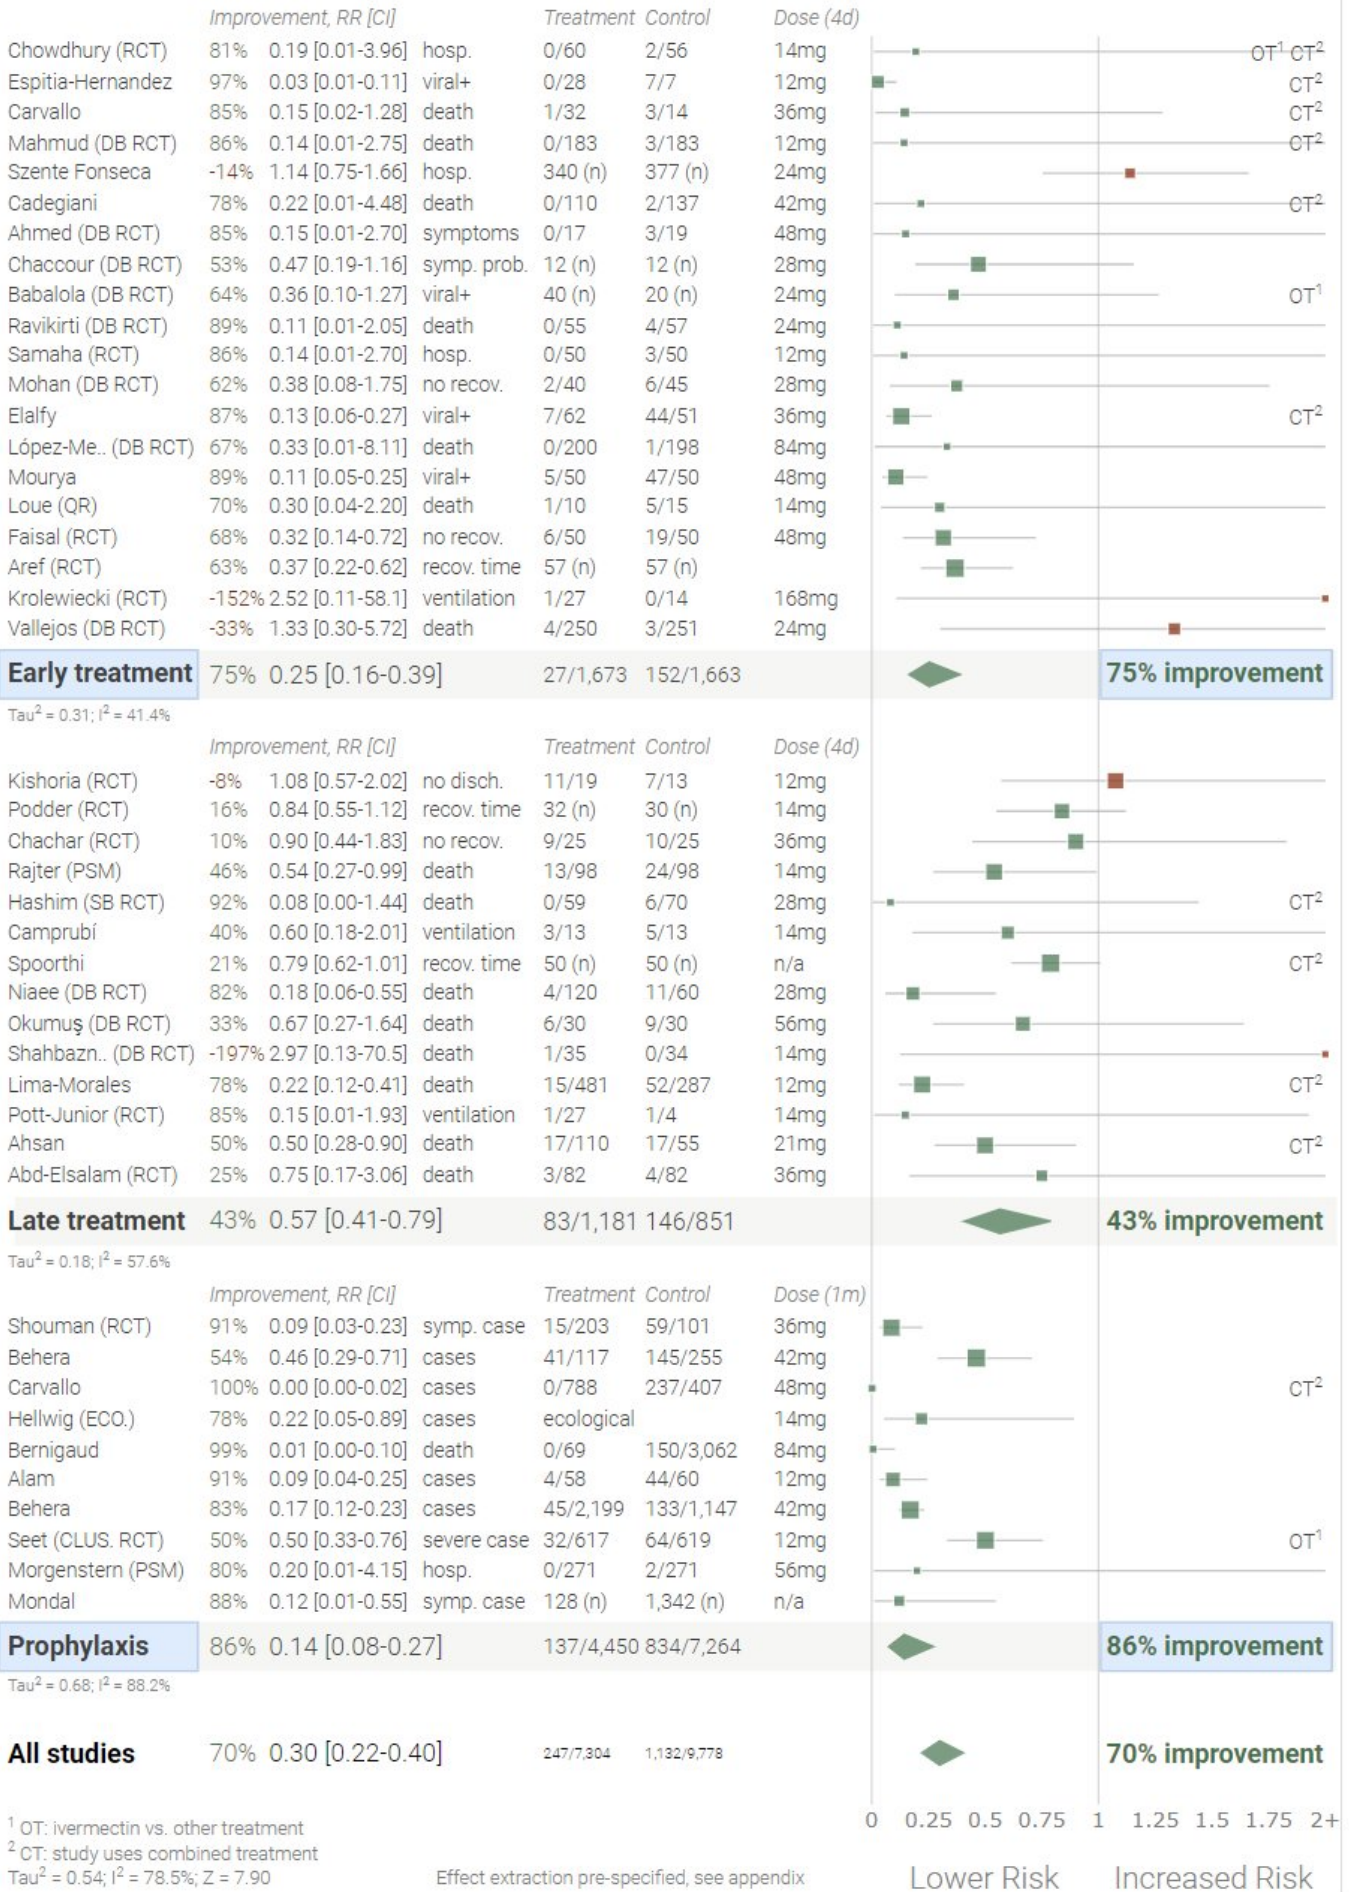 Improvement, RR [CI] Treatment Control Dose (4d)
Chowdhury (RCT) 81% 0.19 [0.01-3.96] hosp. 0/60 2/56 14mg OT¹ CT²
Espitia-Hernandez 97% 0.03 [0.01-0.11] viral+ 0/28 7/7 12mg CT²
Carvallo 85% 0.15 [0.02-1.28] death 1/32 3/14 36mg CT²
Mahmud (DB RCT) 86% 0.14 [0.01-2.75] death 0/183 3/183 12mg CT²
Szente Fonseca -14% 1.14 [0.75-1.66] hosp. 340 (n) 377 (n) 24mg
Cadegiani 78% 0.22 [0.01-4.48] death 0/110 2/137 42mg CT²
Ahmed (DB RCT) 85% 0.15 [0.01-2.70] symptoms 0/17 3/19 48mg
Chaccour (DB RCT) 53% 0.47 [0.19-1.16] symp. prob. 12 (n) 12 (n) 28mg
Babalola (DB RCT) 64% 0.36 [0.10-1.27] viral+ 40 (n) 20 (n) 24mg OT¹
Ravikirti (DB RCT) 89% 0.11 [0.01-2.05] death 0/55 4/57 24mg
Samaha (RCT) 86% 0.14 [0.01-2.70] hosp. 0/50 3/50 12mg
Mohan (DB RCT) 62% 0.38 [0.08-1.75] no recov. 2/40 6/45 28mg
Elalfy 87% 0.13 [0.06-0.27] viral+ 7/62 44/51 36mg CT²
López-Me.. (DB RCT) 67% 0.33 [0.01-8.11] death 0/200 1/198 84mg
Mourya 89% 0.11 [0.05-0.25] viral+ 5/50 47/50 48mg
Loue (QR) 70% 0.30 [0.04-2.20] death 1/10 5/15 14mg
Faisal (RCT) 68% 0.32 [0.14-0.72] no recov. 6/50 19/50 48mg
Aref (RCT) 63% 0.37 [0.22-0.62] recov. time 57 (n) 57 (n)
Krolewiecki (RCT) -152% 2.52 [0.11-58.1] ventilation 1/27 0/14 168mg
Vallejos (DB RCT) -33% 1.33 [0.30-5.72] death 4/250 3/251 24mg
Early treatment 75% 0.25 [0.16-0.39] 27/1,673 152/1,663 75% improvement
Tau² = 0.31; I² = 41.4%
Improvement, RR [CI] Treatment Control Dose (4d)
Kishoria (RCT) -8% 1.08 [0.57-2.02] no disch. 11/19 7/13 12mg
Podder (RCT) 16% 0.84 [0.55-1.12] recov. time 32 (n) 30 (n) 14mg
Chachar (RCT) 10% 0.90 [0.44-1.83] no recov. 9/25 10/25 36mg
Rajter (PSM) 46% 0.54 [0.27-0.99] death 13/98 24/98 14mg
Hashim (SB RCT) 92% 0.08 [0.00-1.44] death 0/59 6/70 28mg CT²
Camprubí 40% 0.60 [0.18-2.01] ventilation 3/13 5/13 14mg
Spoorthi 21% 0.79 [0.62-1.01] recov. time 50 (n) 50 (n) n/a CT²
Niaee (DB RCT) 82% 0.18 [0.06-0.55] death 4/120 11/60 28mg
Okumuş (DB RCT) 33% 0.67 [0.27-1.64] death 6/30 9/30 56mg
Shahbazn.. (DB RCT) -197% 2.97 [0.13-70.5] death 1/35 0/34 14mg
Lima-Morales 78% 0.22 [0.12-0.41] death 15/481 52/287 12mg CT²
Pott-Junior (RCT) 85% 0.15 [0.01-1.93] ventilation 1/27 1/4 14mg
Ahsan 50% 0.50 [0.28-0.90] death 17/110 17/55 21mg CT²
Abd-Elsalam (RCT) 25% 0.75 [0.17-3.06] death 3/82 4/82 36mg
Late treatment 43% 0.57 [0.41-0.79] 83/1,181 146/851 43% improvement
Tau² = 0.18; I² = 57.6%
Improvement, RR [CI] Treatment Control Dose (1m)
Shouman (RCT) 91% 0.09 [0.03-0.23] symp. case 15/203 59/101 36mg
Behera 54% 0.46 [0.29-0.71] cases 41/117 145/255 42mg
Carvallo 100% 0.00 [0.00-0.02] cases 0/788 237/407 48mg CT²
Hellwig (ECO.) 78% 0.22 [0.05-0.89] cases ecological 14mg
Bernigaud 99% 0.01 [0.00-0.10] death 0/69 150/3,062 84mg
Alam 91% 0.09 [0.04-0.25] cases 4/58 44/60 12mg
Behera 83% 0.17 [0.12-0.23] cases 45/2,199 133/1,147 42mg
Seet (CLUS. RCT) 50% 0.50 [0.33-0.76] severe case 32/617 64/619 12mg OT¹
Morgenstern (PSM) 80% 0.20 [0.01-4.15] hosp. 0/271 2/271 56mg
Mondal 88% 0.12 [0.01-0.55] symp. case 128 (n) 1,342 (n) n/a
Prophylaxis 86% 0.14 [0.08-0.27] 137/4,450 834/7,264 86% improvement
Tau² = 0.68; I² = 88.2%
All studies 70% 0.30 [0.22-0.40] 247/7,304 1,132/9,778 70% improvement
0 0.25 0.5 0.75 1 1.25 1.5 1.75 2+
¹ OT: ivermectin vs. other treatment
² CT: study uses combined treatment
Tau² = 0.54; I² = 78.5%; Z = 7.90 Effect extraction pre-specified, see appendix Lower Risk Increased Risk